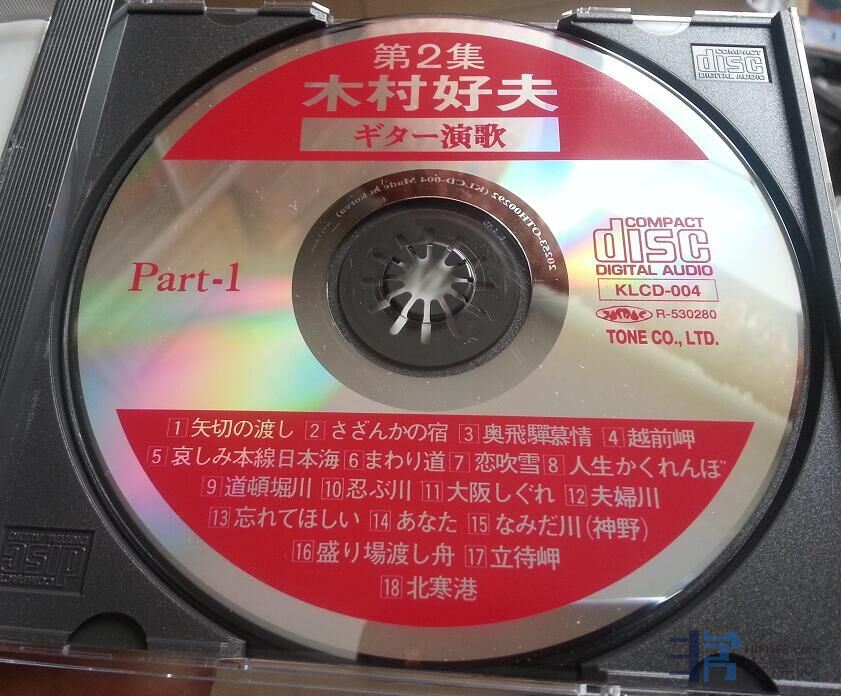 第2集
木村好夫
ギター演歌
COMPACT
disc
DIGITAL AUDIO
Part-1
COMPACT
disc
DIGITAL AUDIO
KLCD-004
R-530280
TONE CO., LTD.
1 矢切の渡し 2 さざんかの宿 3 奥飛騨慕情 4 越前岬
5 哀しみ本線日本海 6 まわり道 7 恋吹雪 8 人生かくれんぼ
9 道頓堀川 10 忍ぶ川 11 大阪しぐれ 12 夫婦川
13 忘れてほしい 14 あなた 15 なみだ川(神野)
16 盛り場渡し舟 17 立待岬
18 北寒港